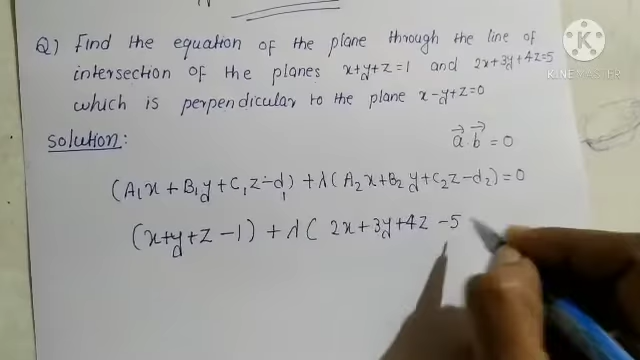 Q) Find the equation of the plane through the line of
intersection of the planes x+y+z=1 and 2x+3y+4z=5
which is perpendicular to the plane x-y+z=0
Solution:
a⃗.b⃗ = 0
(A₁x + B₁y + C₁z - d₁) + λ(A₂x + B₂y + C₂z - d₂) = 0
(x+y+z -1) + λ( 2x + 3y + 4z -5
KINEMASTER